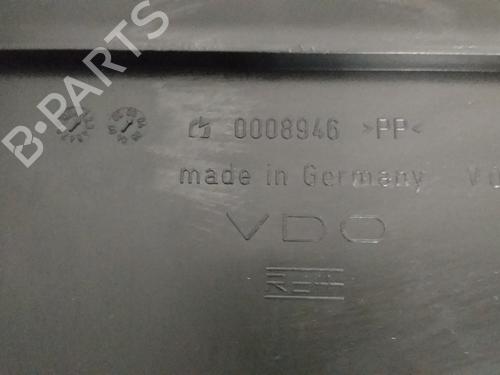 B-PARTS
0008946 >PP<
made in Germany
VDO